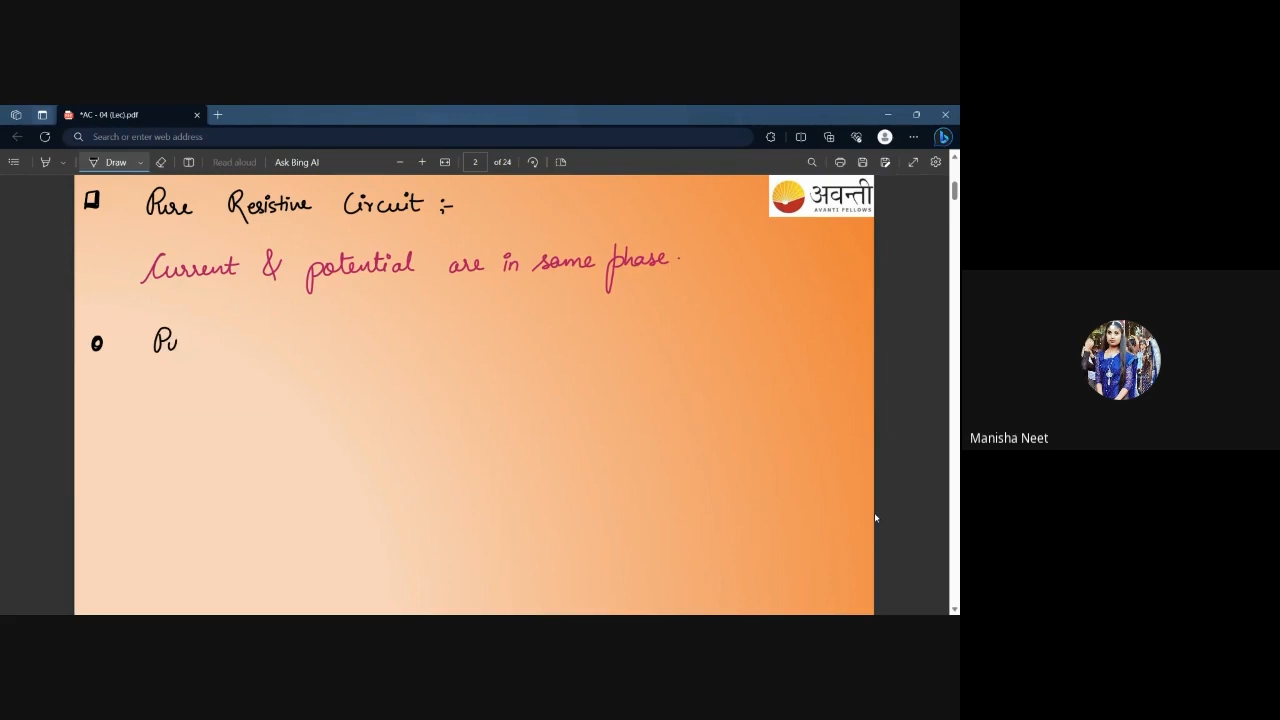 *AC - 04 (Lec).pdf
Search or enter web address
Draw
Read aloud
Ask Bing AI
2 of 24
Pure Resistive Circuit :-
अवन्ती
AVANTI FELLOWS
Current & potential are in same phase.
Pu
Manisha Neet